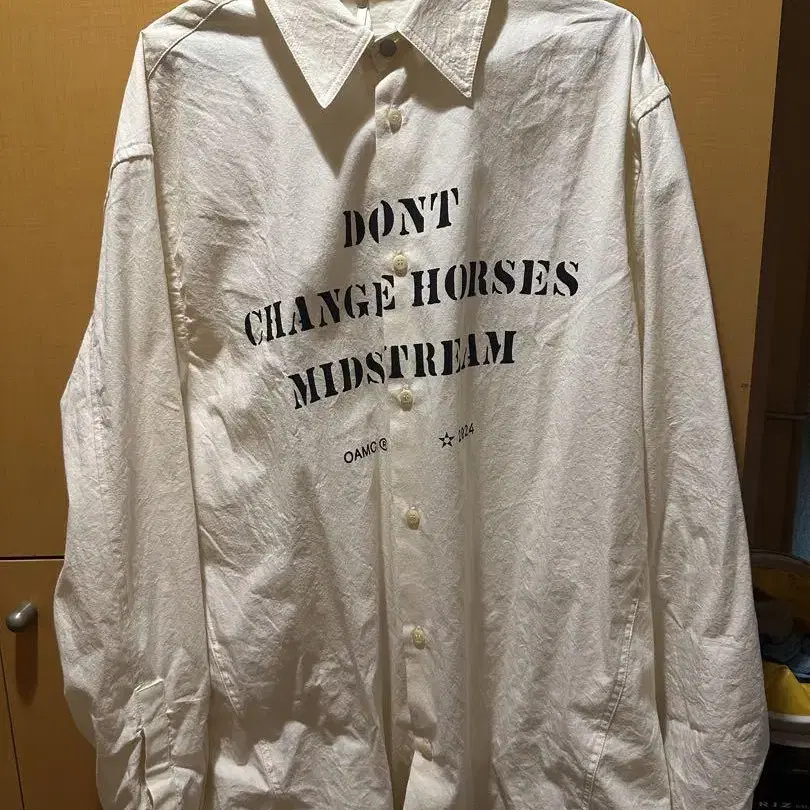 DONT
CHANGE HORSES
MIDSTREAM
OAMC® ☆ 2024